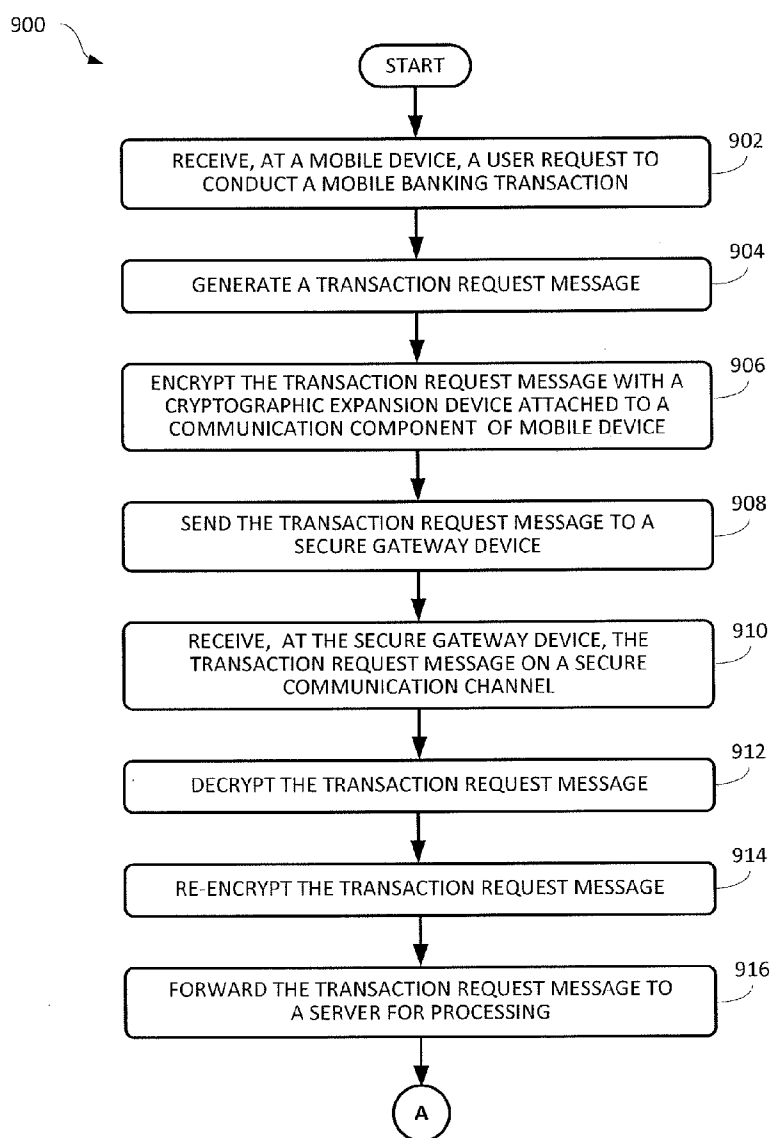 900
START
902
RECEIVE, AT A MOBILE DEVICE, A USER REQUEST TO
CONDUCT A MOBILE BANKING TRANSACTION
904
GENERATE A TRANSACTION REQUEST MESSAGE
906
ENCRYPT THE TRANSACTION REQUEST MESSAGE WITH A
CRYPTOGRAPHIC EXPANSION DEVICE ATTACHED TO A
COMMUNICATION COMPONENT OF MOBILE DEVICE
908
SEND THE TRANSACTION REQUEST MESSAGE TO A
SECURE GATEWAY DEVICE
910
RECEIVE, AT THE SECURE GATEWAY DEVICE, THE
TRANSACTION REQUEST MESSAGE ON A SECURE
COMMUNICATION CHANNEL
912
DECRYPT THE TRANSACTION REQUEST MESSAGE
914
RE-ENCRYPT THE TRANSACTION REQUEST MESSAGE
916
FORWARD THE TRANSACTION REQUEST MESSAGE TO
A SERVER FOR PROCESSING
A